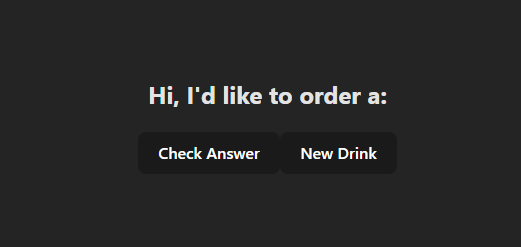 Hi, I'd like to order a:
Check Answer New Drink